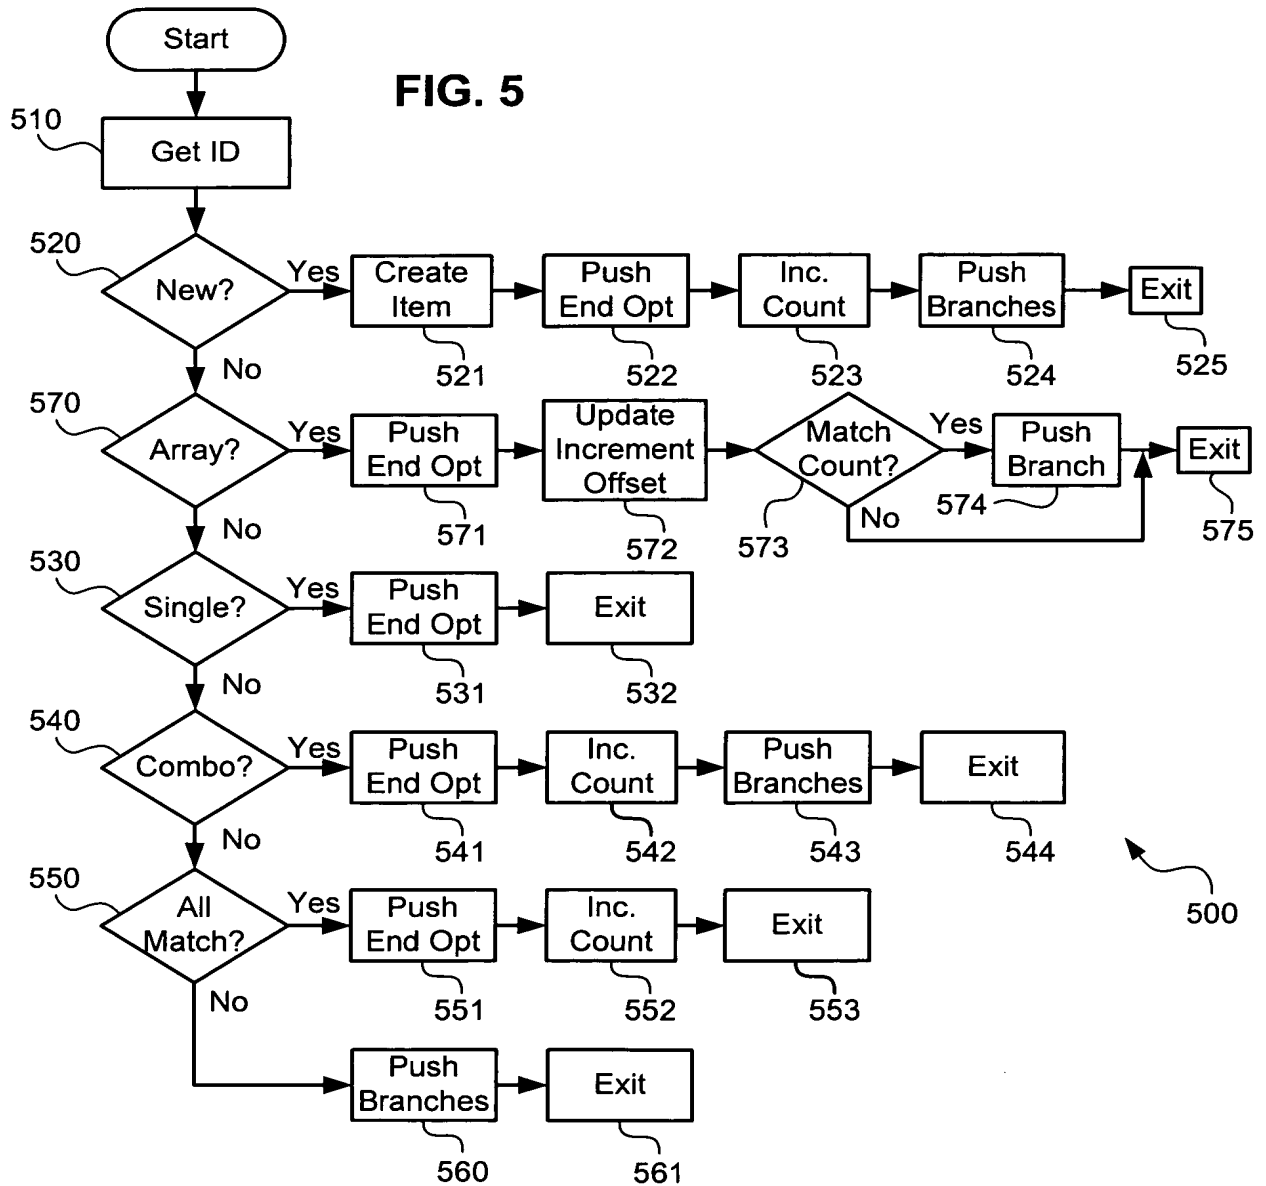 Start
FIG. 5
510
Get ID
520
New?
Yes
Create
Item
Push
End Opt
Inc.
Count
Push
Branches
Exit
521
522
523
524
525
No
570
Array?
Yes
Push
End Opt
Update
Increment
Offset
Match
Count?
Yes
Push
Branch
Exit
571
572
573
No
574
575
No
530
Single?
Yes
Push
End Opt
Exit
531
532
No
540
Combo?
Yes
Push
End Opt
Inc.
Count
Push
Branches
Exit
541
542
543
544
No
550
All
Match?
Yes
Push
End Opt
Inc.
Count
Exit
500
551
552
553
No
Push
Branches
Exit
560
561